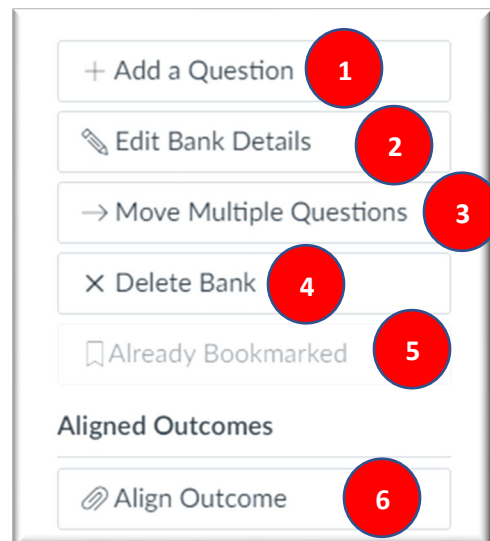 + Add a Question 1
Edit Bank Details 2
→ Move Multiple Questions 3
× Delete Bank 4
Already Bookmarked 5
Aligned Outcomes
Align Outcome 6